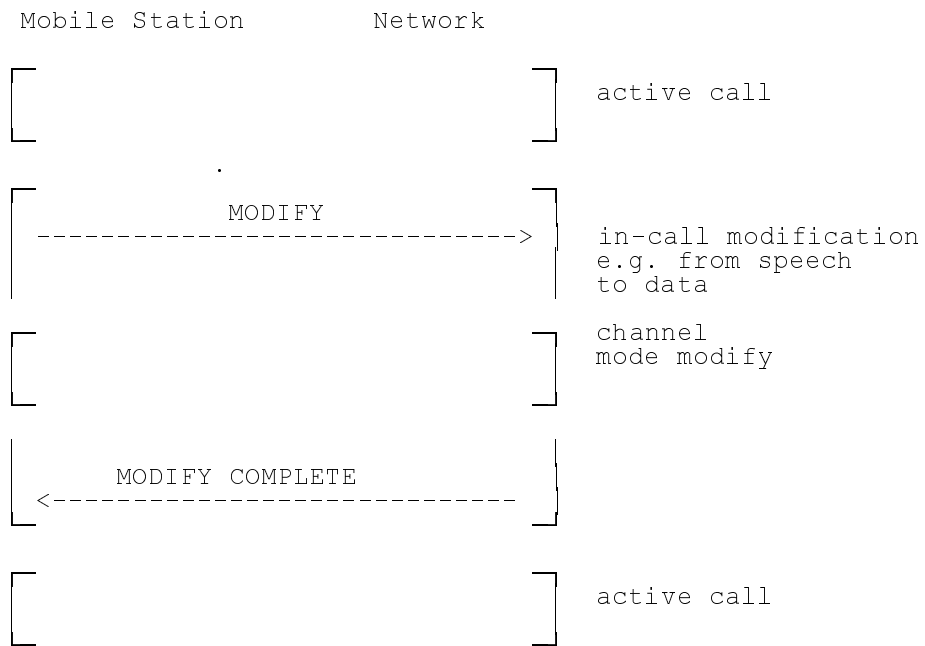 Mobile Station Network
active call
.
MODIFY
------------------------------>
in-call modification
e.g. from speech
to data
channel
mode modify
MODIFY COMPLETE
<-----------------------------
active call